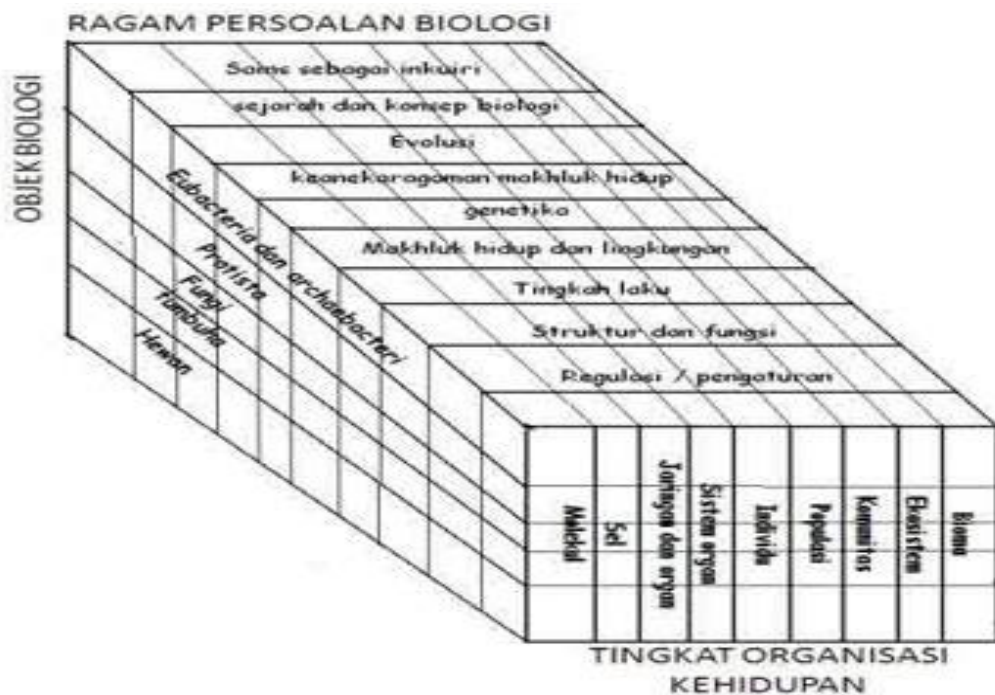 RAGAM PERSOALAN BIOLOGI
OBJEK BIOLOGI
Sains sebagai inkuiri
sejarah dan konsep biologi
Evolusi
keanekaragaman makhluk hidup
genetika
Makhluk hidup dan lingkungan
Tingkah laku
Struktur dan fungsi
Regulasi / pengaturan
Eubacteria dan archaebacteri
Protista
Fungi
Tumbuha
Hewan
Molekul
Sel
Jaringan dan organ
Sistem organ
Individu
Populasi
Komunitas
Ekosistem
Bioma
TINGKAT ORGANISASI
KEHIDUPAN